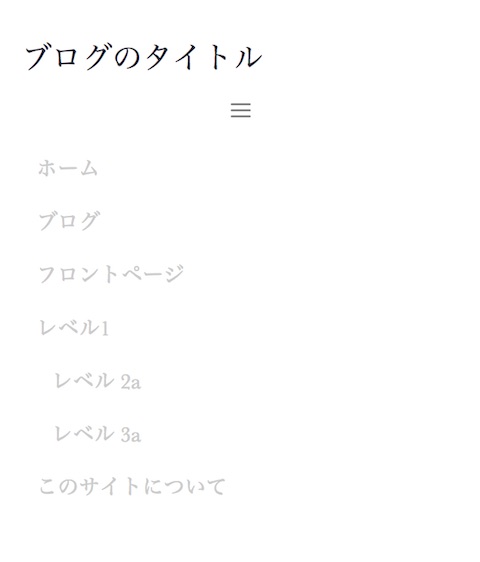 ブログのタイトル
ホーム
ブログ
フロントページ
レベル1
レベル 2a
レベル 3a
このサイトについて